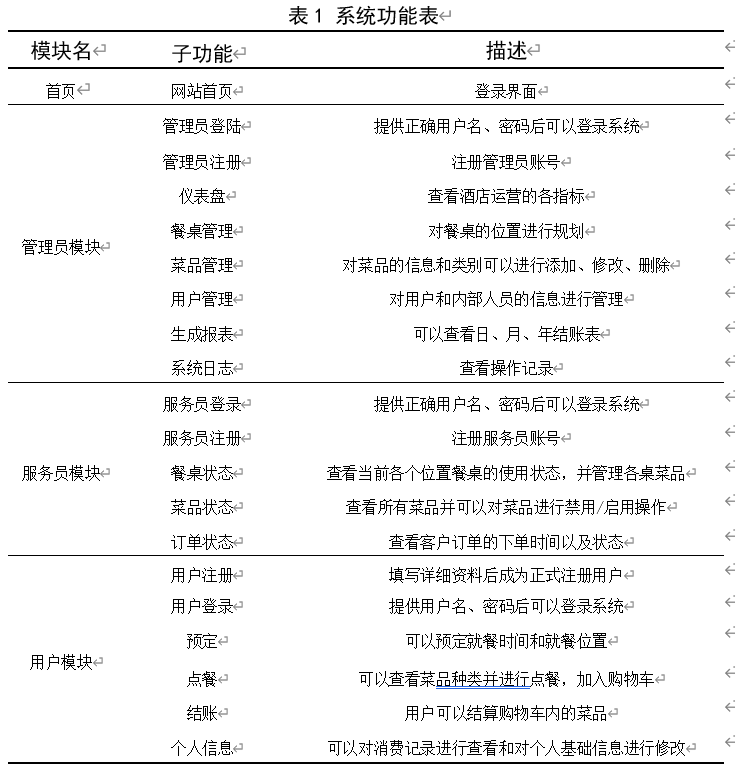 表 1 系统功能表
模块名 子功能 描述
首页 网站首页 登录界面
管理员登陆 提供正确用户名、密码后可以登录系统
管理员注册 注册管理员账号
仪表盘 查看酒店运营的各指标
餐桌管理 对餐桌的位置进行规划
管理员模块
菜品管理 对菜品的信息和类别可以进行添加、修改、删除
用户管理 对用户和内部人员的信息进行管理
生成报表 可以查看日、月、年结账表
系统日志 查看操作记录
服务员登录 提供正确用户名、密码后可以登录系统
服务员注册 注册服务员账号
服务员模块 餐桌状态 查看当前各个位置餐桌的使用状态，并管理各桌菜品
菜品状态 查看所有菜品并可以对菜品进行禁用/启用操作
订单状态 查看客户订单的下单时间以及状态
用户注册 填写详细资料后成为正式注册用户
用户登录 提供用户名、密码后可以登录系统
预定 可以预定就餐时间和就餐位置
用户模块
点餐 可以查看菜品种类并进行点餐，加入购物车
结账 用户可以结算购物车内的菜品
个人信息 可以对消费记录进行查看和对个人基础信息进行修改